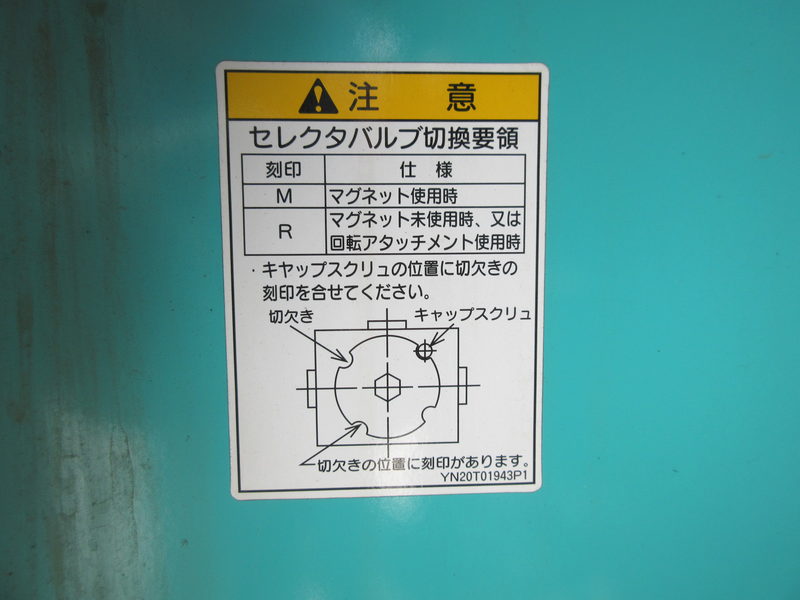 注 意
セレクタバルブ切換要領
刻印 仕 様
M マグネット使用時
R マグネット未使用時、又は
回転アタッチメント使用時
・キヤップスクリュの位置に切欠きの
刻印を合せてください。
切欠き キャップスクリュ
切欠きの位置に刻印があります。
YN20T01943P1